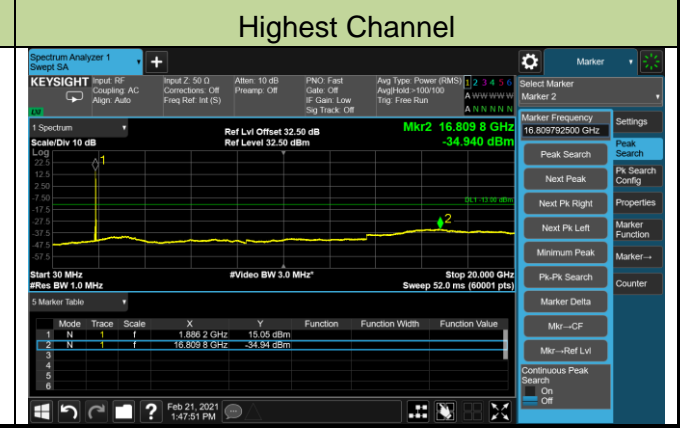 Highest Channel
Spectrum Analyzer 1
Swept SA
+
Marker
KEYSIGHT
Input: RF
Coupling: AC
Align: Auto
Input Z: 50 Ω
Corrections: Off
Freq Ref: Int (S)
Atten: 10 dB
Preamp: Off
PNO: Fast
Gate: Off
IF Gain: Low
Sig Track: Off
Avg Type: Power (RMS)
Avg|Hold:>100/100
Trig: Free Run
1 2 3 4 5 6
A W W W W W
A N N N N N
Select Marker
Marker 2
1 Spectrum
Scale/Div 10 dB
Ref Lvl Offset 32.50 dB
Ref Level 32.50 dBm
Mkr2 16.809 8 GHz
-34.940 dBm
Log
22.5
12.5
2.50
-7.50
-17.5
-27.5
-37.5
-47.5
-57.5
1
2
DL1 -13.00 dBm
Start 30 MHz
#Res BW 1.0 MHz
#Video BW 3.0 MHz*
Stop 20.000 GHz
Sweep 52.0 ms (60001 pts)
5 Marker Table
Mode Trace Scale X Y Function Function Width Function Value
1 N 1 f 1.886 2 GHz 15.05 dBm
2 N 1 f 16.809 8 GHz -34.94 dBm
3
4
5
6
Marker Frequency
16.809792500 GHz
Peak Search
Next Peak
Next Pk Right
Next Pk Left
Minimum Peak
Pk-Pk Search
Marker Delta
Mkr→CF
Mkr→Ref Lvl
Continuous Peak
Search
On
Off
Settings
Peak
Search
Pk Search
Config
Properties
Marker
Function
Marker→
Counter
?
Feb 21, 2021
1:47:51 PM